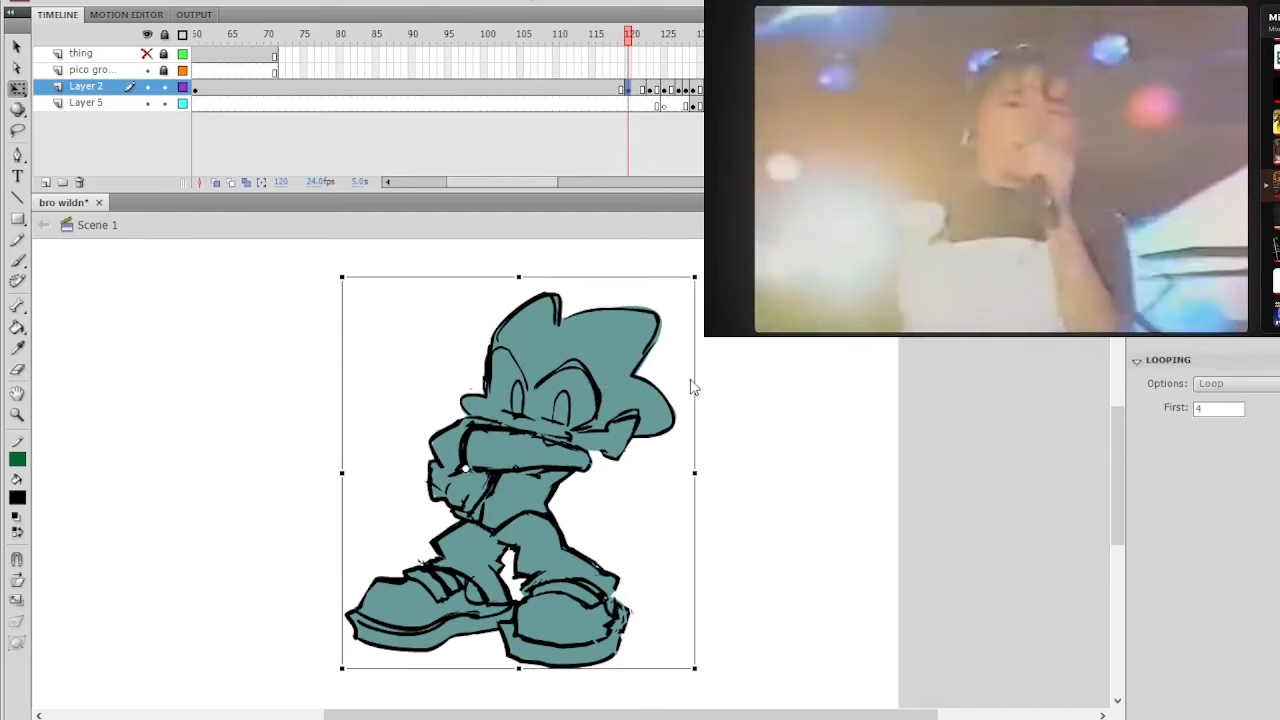 TIMELINE MOTION EDITOR OUTPUT
50 65 70 75 80 85 90 95 100 105 110 115 120 125
thing
pico gro...
Layer 2
Layer 5
120 24.0fps 5.0s
bro wildn*
Scene 1
LOOPING
Options: Loop
First: 4